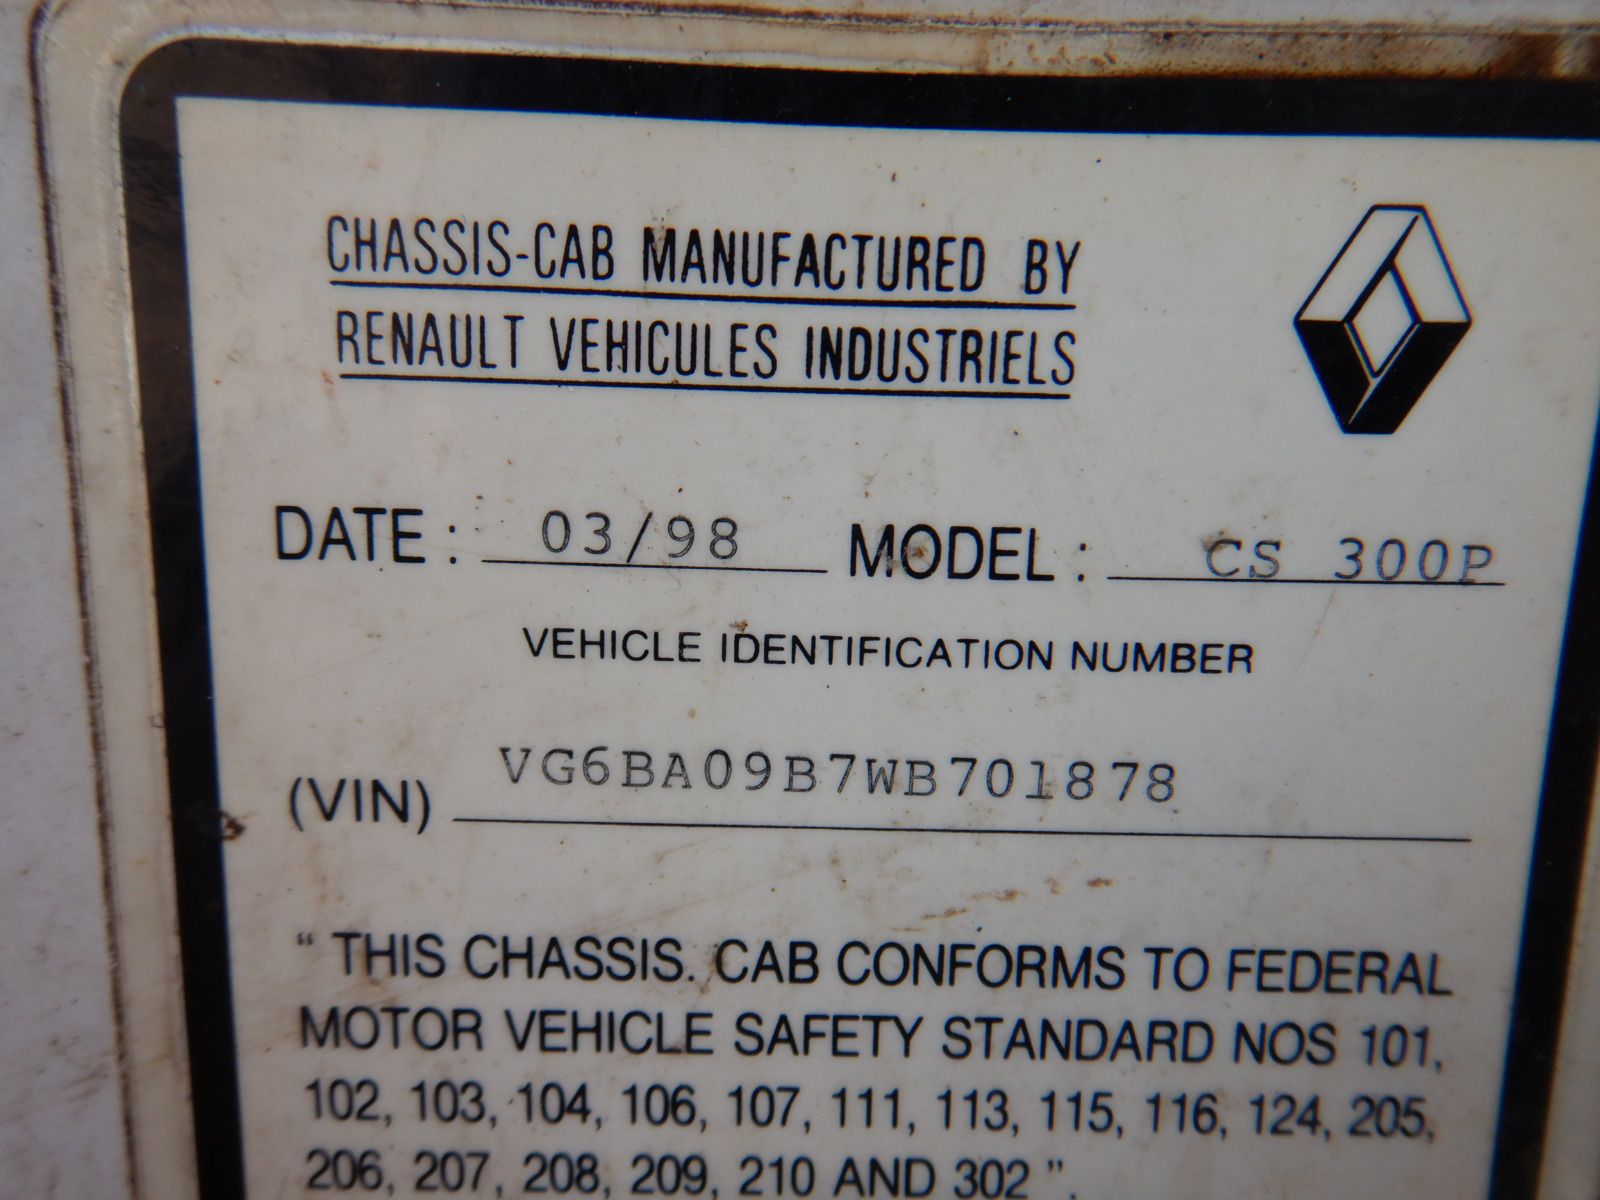 CHASSIS-CAB MANUFACTURED BY
RENAULT VEHICULES INDUSTRIELS
DATE : 03/98 MODEL : CS 300P
VEHICLE IDENTIFICATION NUMBER
(VIN) VG6BA09B7WB701878
“ THIS CHASSIS. CAB CONFORMS TO FEDERAL
MOTOR VEHICLE SAFETY STANDARD NOS 101,
102, 103, 104, 106, 107, 111, 113, 115, 116, 124, 205,
206, 207, 208, 209, 210 AND 302 ”.